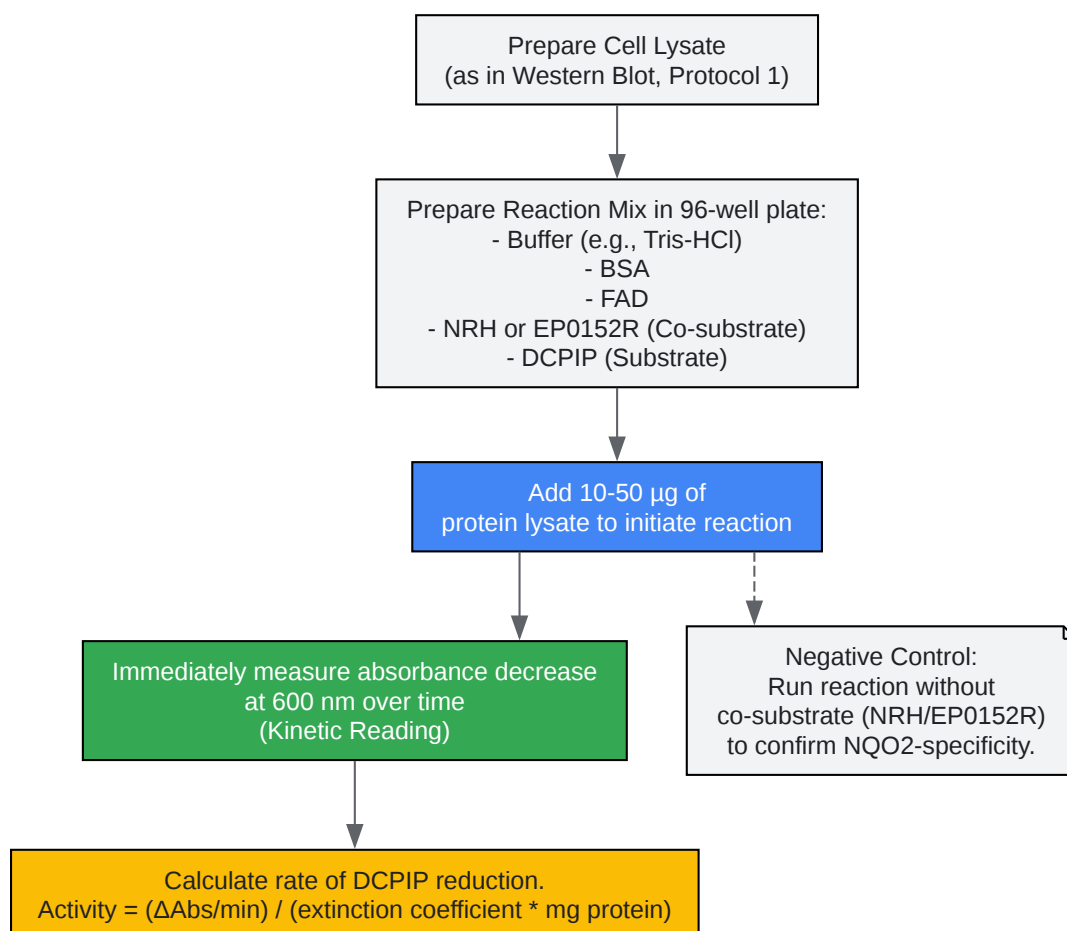 Prepare Cell Lysate
(as in Western Blot, Protocol 1)
Prepare Reaction Mix in 96-well plate:
- Buffer (e.g., Tris-HCl)
- BSA
- FAD
- NRH or EP0152R (Co-substrate)
- DCPIP (Substrate)
Add 10-50 µg of
protein lysate to initiate reaction
Immediately measure absorbance decrease
at 600 nm over time
(Kinetic Reading)
Negative Control:
Run reaction without
co-substrate (NRH/EP0152R)
to confirm NQO2-specificity.
Calculate rate of DCPIP reduction.
Activity = (ΔAbs/min) / (extinction coefficient * mg protein)